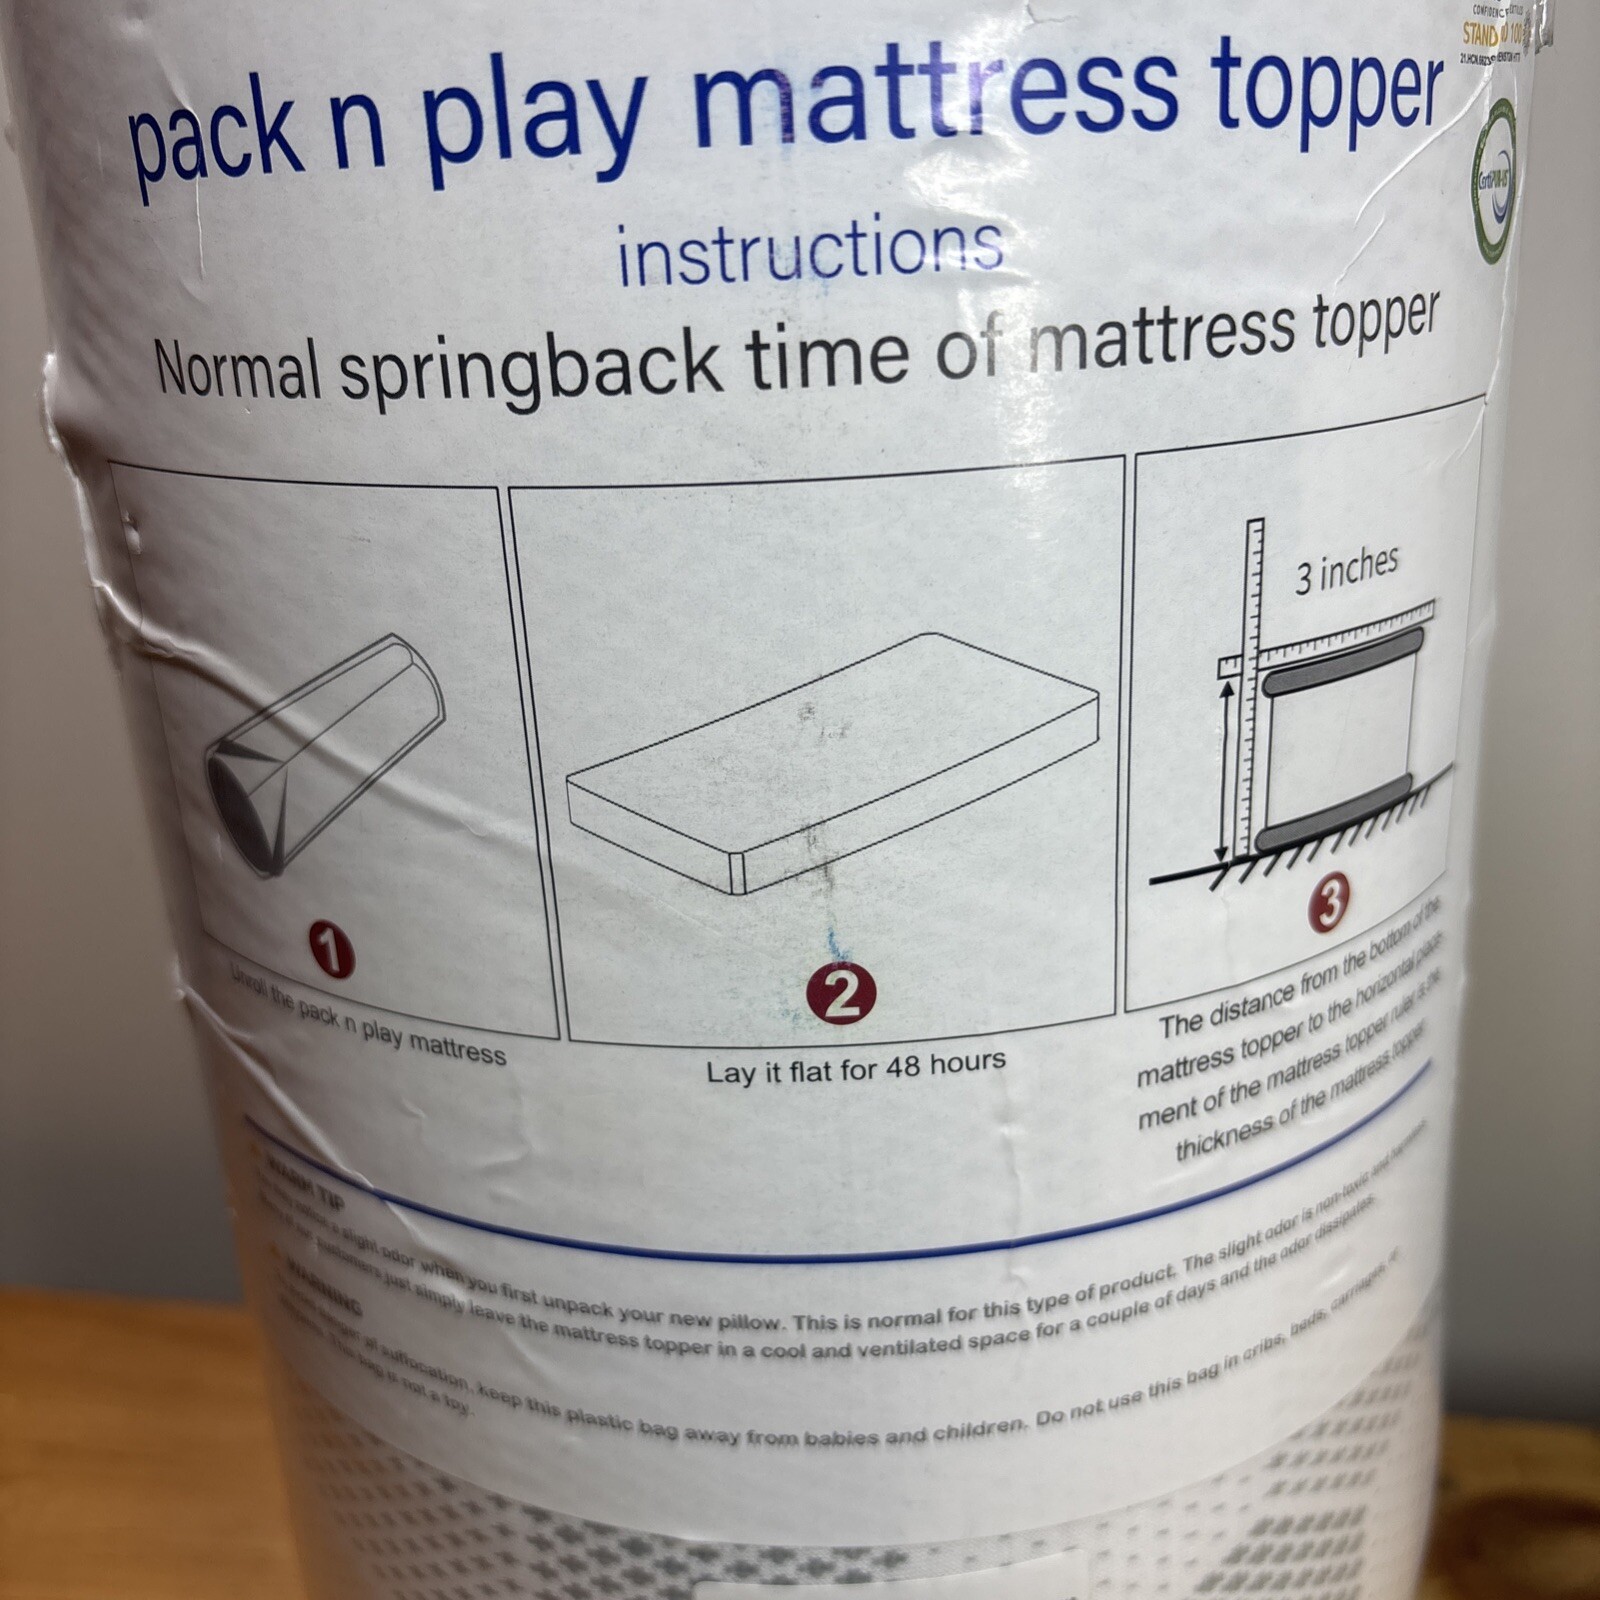 STAND 100
pack n play mattress topper
CertiPUR-US
instructions
Normal springback time of mattress topper
3 inches
1
2
3
Unroll the pack n play mattress
Lay it flat for 48 hours
The distance from the bottom of the
mattress topper to the horizontal place-
ment of the mattress topper ruler is the
thickness of the mattress topper
WARM TIP
a slight odor when you first unpack your new pillow. This is normal for this type of product. The slight odor is non-toxic and
customers just simply leave the mattress topper in a cool and ventilated space for a couple of days and the odor dissipates.
WARNING
suffocation, keep this plastic bag away from babies and children. Do not use this bag in cribs, beds, carriages,
This bag is not a toy.